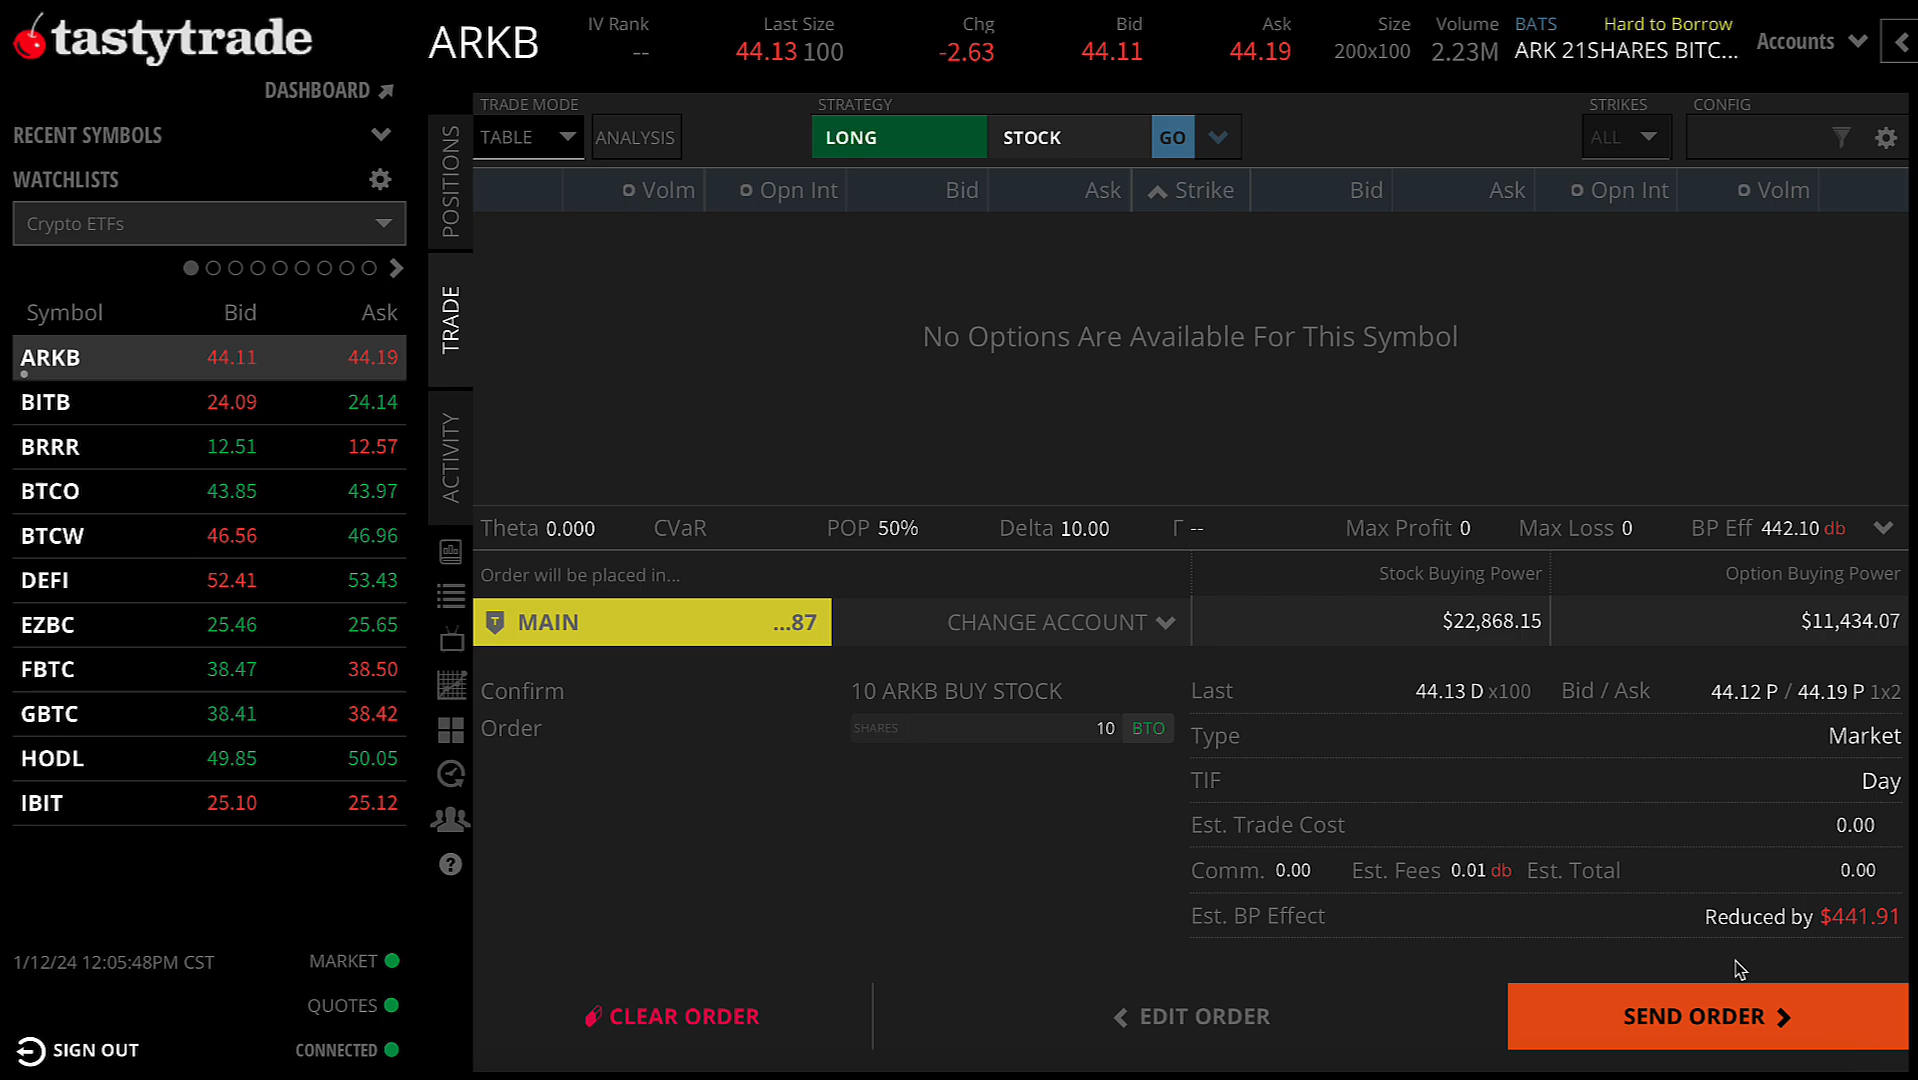 tastytrade
DASHBOARD
RECENT SYMBOLS
WATCHLISTS
Crypto ETFs
Symbol Bid Ask
ARKB 44.11 44.19
BITB 24.09 24.14
BRRR 12.51 12.57
BTCO 43.85 43.97
BTCW 46.56 46.96
DEFI 52.41 53.43
EZBC 25.46 25.65
FBTC 38.47 38.50
GBTC 38.41 38.42
HODL 49.85 50.05
IBIT 25.10 25.12
1/12/24 12:05:48PM CST MARKET
QUOTES
SIGN OUT CONNECTED
POSITIONS
TRADE
ACTIVITY
ARKB
IV Rank Last Size Chg Bid Ask Size Volume BATS Hard to Borrow
-- 44.13 100 -2.63 44.11 44.19 200x100 2.23M ARK 21SHARES BITC...
Accounts
TRADE MODE STRATEGY STRIKES CONFIG
TABLE ANALYSIS LONG STOCK GO ALL
Volm Opn Int Bid Ask Strike Bid Ask Opn Int Volm
No Options Are Available For This Symbol
Theta 0.000 CVaR POP 50% Delta 10.00 Γ -- Max Profit 0 Max Loss 0 BP Eff 442.10 db
Order will be placed in... Stock Buying Power Option Buying Power
T MAIN ...87 CHANGE ACCOUNT $22,868.15 $11,434.07
Confirm
Order
10 ARKB BUY STOCK
SHARES 10 BTO
Last 44.13 D x100 Bid / Ask 44.12 P / 44.19 P 1x2
Type Market
TIF Day
Est. Trade Cost 0.00
Comm. 0.00 Est. Fees 0.01 db Est. Total 0.00
Est. BP Effect Reduced by $441.91
CLEAR ORDER EDIT ORDER SEND ORDER